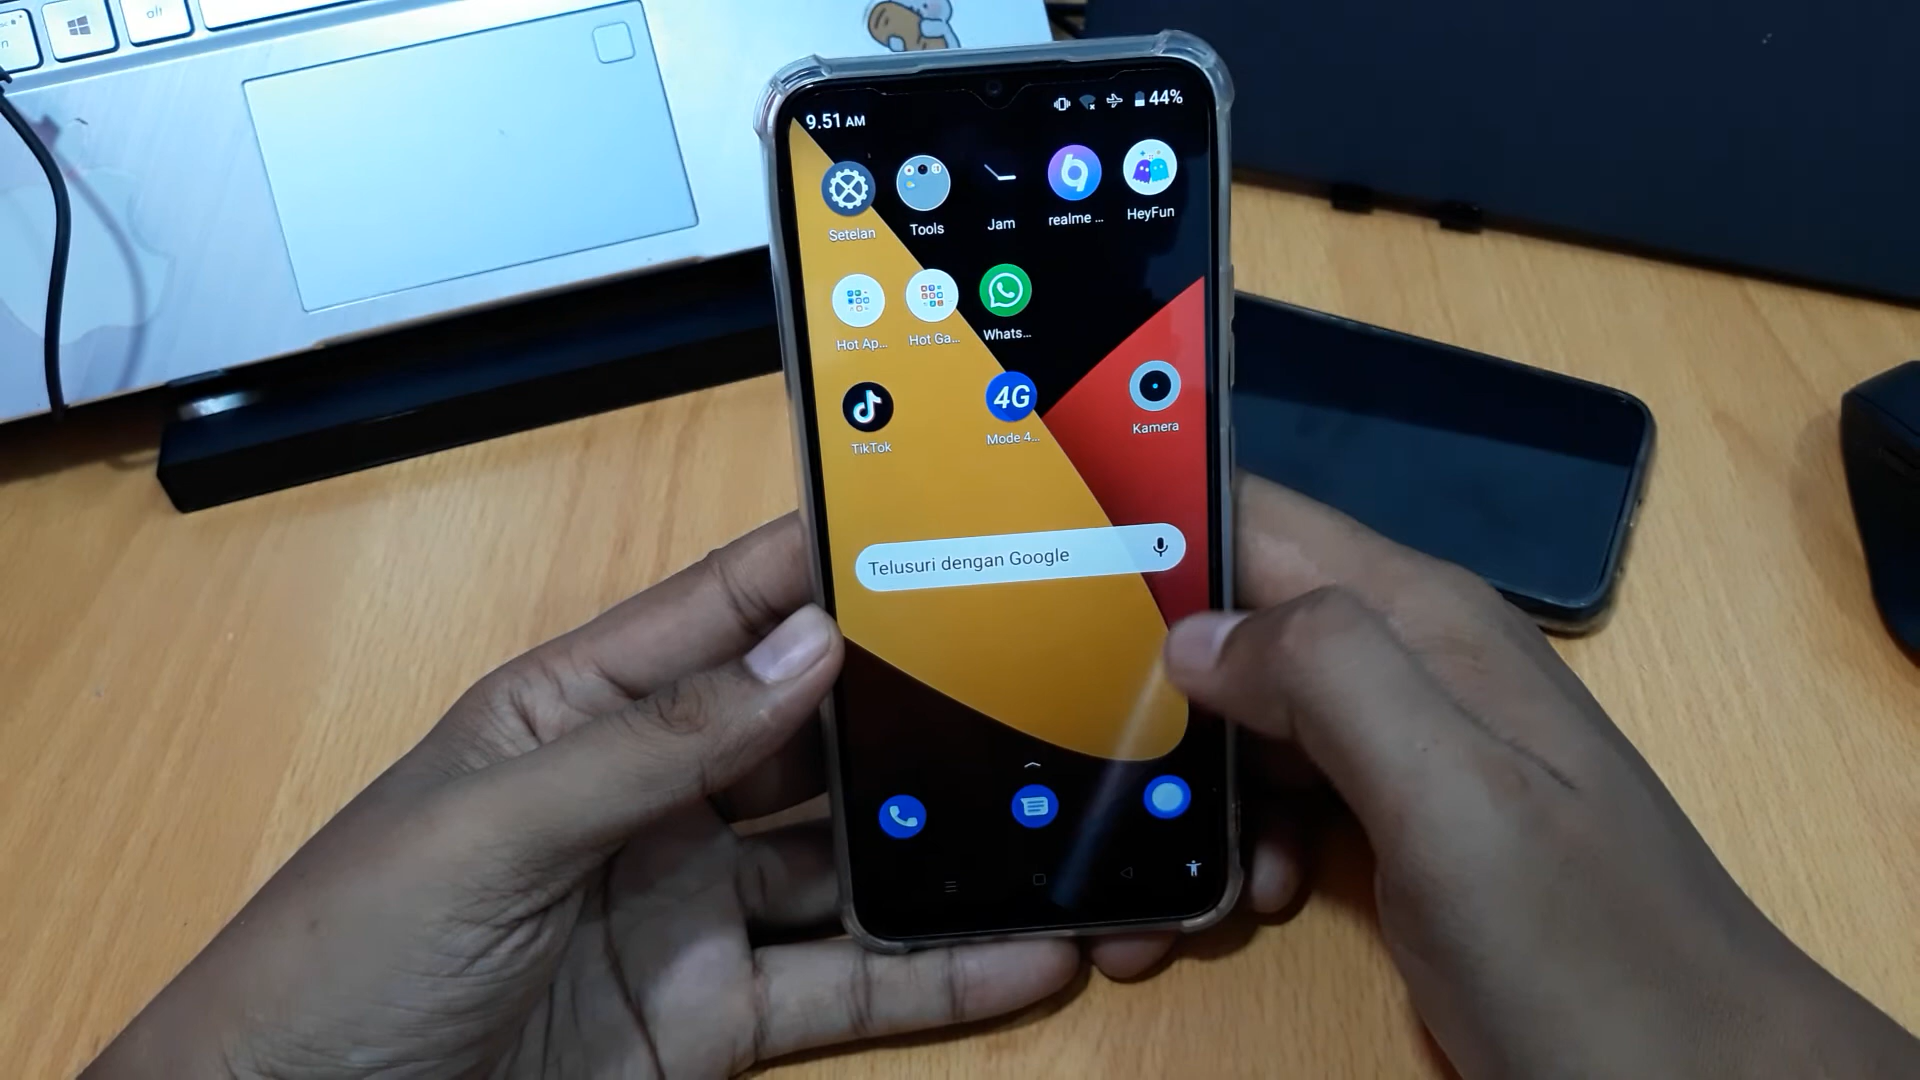 alt
n
9.51 AM
44%
Setelan
Tools
Jam
realme ...
HeyFun
Hot Ap...
Hot Ga...
Whats...
TikTok
4G
Mode 4...
Kamera
Telusuri dengan Google